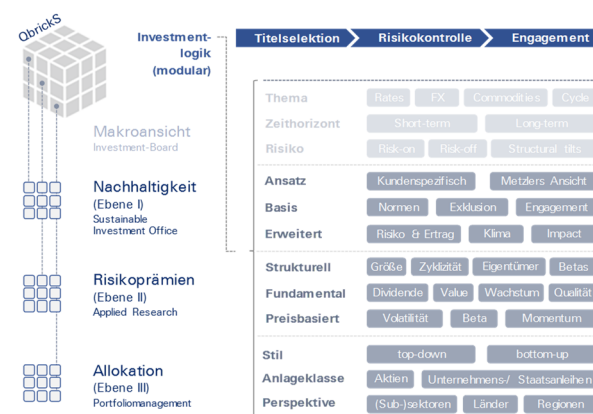 QbrickS
Investment-
logik
(modular)
Titelselektion Risikokontrolle Engagement
Makroansicht
Investment-Board
Thema Rates FX Commodities Cycle
Zeithorizont Short-term Long-term
Risiko Risk-on Risk-off Structural tilts
Nachhaltigkeit
(Ebene I)
Sustainable
Investment Office
Ansatz Kundenspezifisch Metzlers Ansicht
Basis Normen Exklusion Engagement
Erweitert Risiko & Ertrag Klima Impact
Risikoprämien
(Ebene II)
Applied Research
Strukturell Größe Zyklizität Eigentümer Betas
Fundamental Dividende Value Wachstum Qualität
Preisbasiert Volatilität Beta Momentum
Allokation
(Ebene III)
Portfoliomanagement
Stil top-down bottom-up
Anlageklasse Aktien Unternehmens-/ Staatsanleihen
Perspektive (Sub-)sektoren Länder Regionen